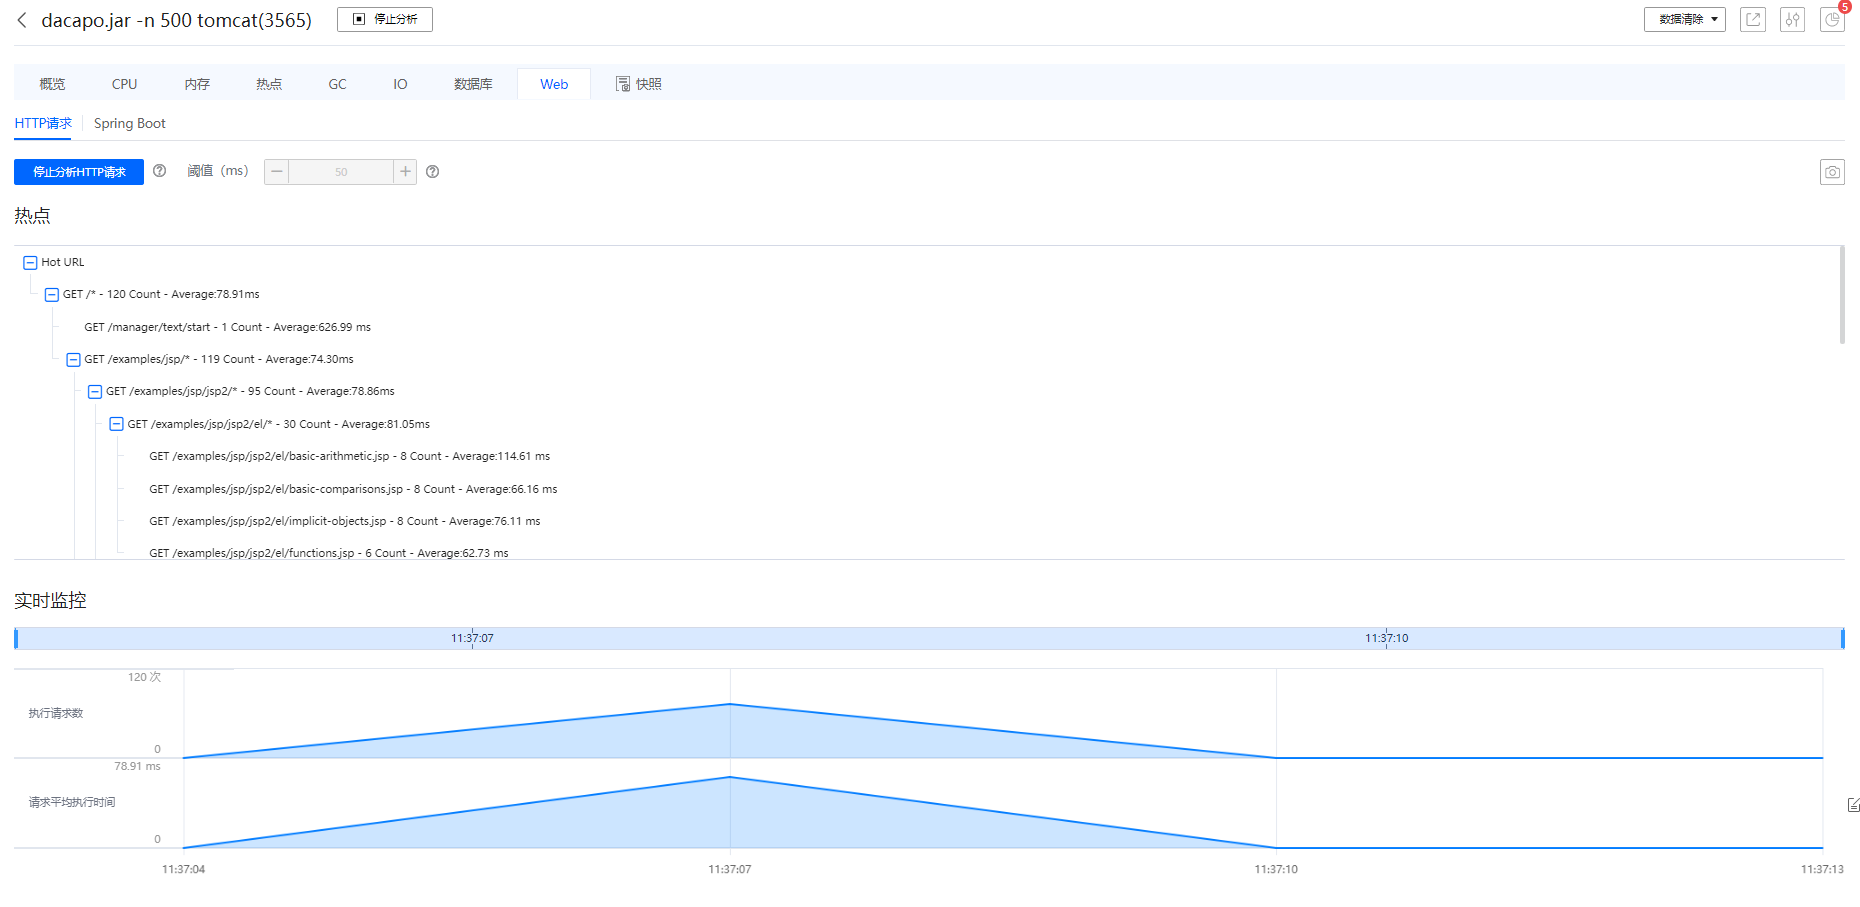 dacapo.jar -n 500 tomcat(3565)
停止分析
数据清除
5
概览
CPU
内存
热点
GC
IO
数据库
Web
快照
HTTP请求
Spring Boot
停止分析HTTP请求
阈值（ms）
50
热点
Hot URL
GET /* - 120 Count - Average:78.91ms
GET /manager/text/start - 1 Count - Average:626.99 ms
GET /examples/jsp/* - 119 Count - Average:74.30ms
GET /examples/jsp/jsp2/* - 95 Count - Average:78.86ms
GET /examples/jsp/jsp2/el/* - 30 Count - Average:81.05ms
GET /examples/jsp/jsp2/el/basic-arithmetic.jsp - 8 Count - Average:114.61 ms
GET /examples/jsp/jsp2/el/basic-comparisons.jsp - 8 Count - Average:66.16 ms
GET /examples/jsp/jsp2/el/implicit-objects.jsp - 8 Count - Average:76.11 ms
GET /examples/jsp/jsp2/el/functions.jsp - 6 Count - Average:62.73 ms
实时监控
11:37:07
11:37:10
120 次
执行请求数
0
78.91 ms
请求平均执行时间
0
11:37:04
11:37:07
11:37:10
11:37:13